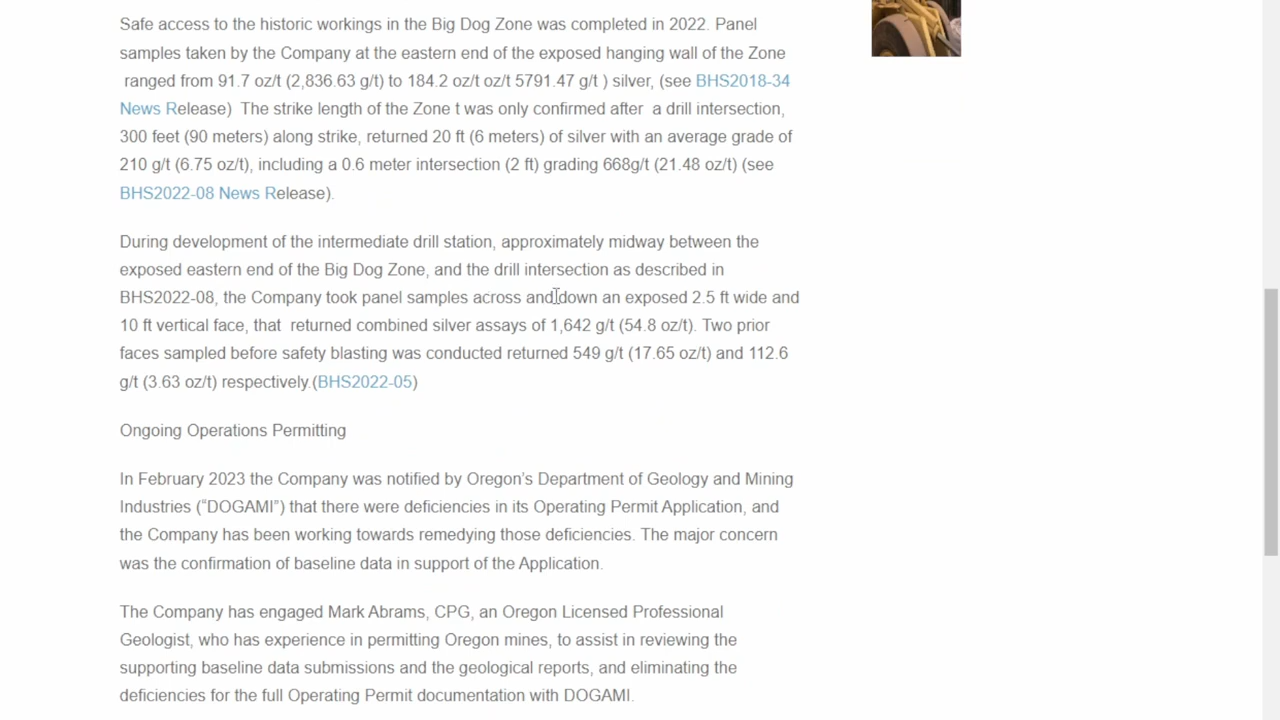 Safe access to the historic workings in the Big Dog Zone was completed in 2022. Panel
samples taken by the Company at the eastern end of the exposed hanging wall of the Zone
ranged from 91.7 oz/t (2,836.63 g/t) to 184.2 oz/t oz/t 5791.47 g/t ) silver, (see BHS2018-34
News Release)  The strike length of the Zone t was only confirmed after  a drill intersection,
300 feet (90 meters) along strike, returned 20 ft (6 meters) of silver with an average grade of
210 g/t (6.75 oz/t), including a 0.6 meter intersection (2 ft) grading 668g/t (21.48 oz/t) (see
BHS2022-08 News Release).
During development of the intermediate drill station, approximately midway between the
exposed eastern end of the Big Dog Zone, and the drill intersection as described in
BHS2022-08, the Company took panel samples across and down an exposed 2.5 ft wide and
10 ft vertical face, that  returned combined silver assays of 1,642 g/t (54.8 oz/t). Two prior
faces sampled before safety blasting was conducted returned 549 g/t (17.65 oz/t) and 112.6
g/t (3.63 oz/t) respectively.(BHS2022-05)
Ongoing Operations Permitting
In February 2023 the Company was notified by Oregon’s Department of Geology and Mining
Industries (“DOGAMI”) that there were deficiencies in its Operating Permit Application, and
the Company has been working towards remedying those deficiencies. The major concern
was the confirmation of baseline data in support of the Application.
The Company has engaged Mark Abrams, CPG, an Oregon Licensed Professional
Geologist, who has experience in permitting Oregon mines, to assist in reviewing the
supporting baseline data submissions and the geological reports, and eliminating the
deficiencies for the full Operating Permit documentation with DOGAMI.